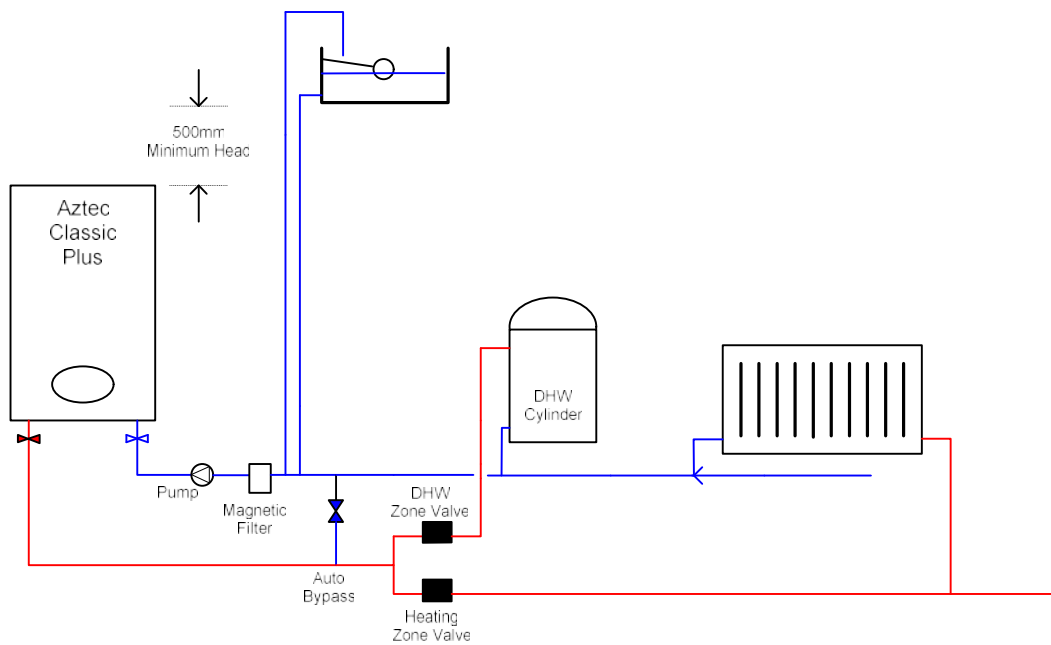 500mm
Minimum Head
Aztec
Classic
Plus
DHW
Cylinder
Pump
Magnetic
Filter
DHW
Zone Valve
Auto
Bypass
Heating
Zone Valve